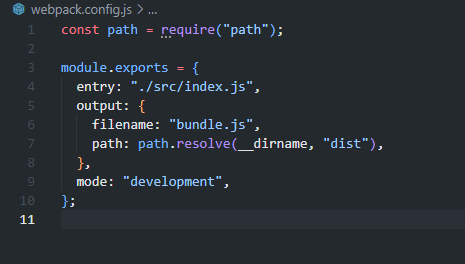 webpack.config.js > ...
1 const path = require("path");
2
3 module.exports = {
4   entry: "./src/index.js",
5   output: {
6     filename: "bundle.js",
7     path: path.resolve(__dirname, "dist"),
8   },
9   mode: "development",
10 };
11